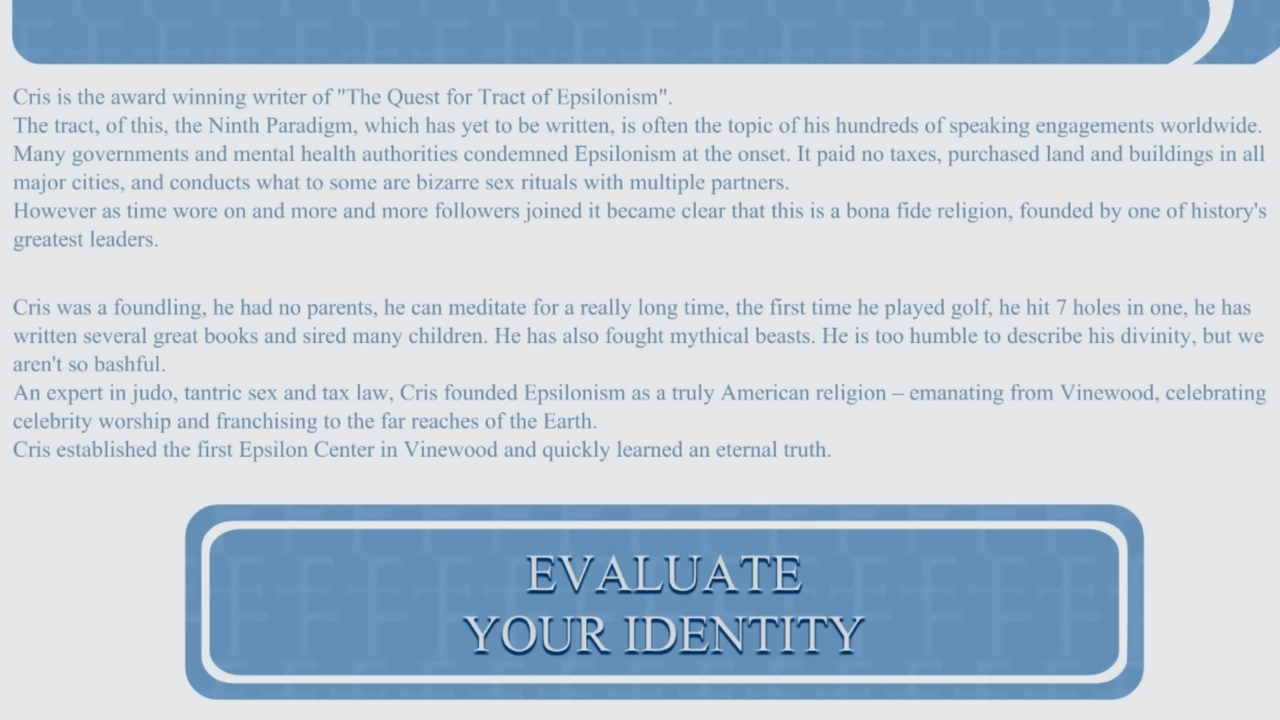 Cris is the award winning writer of "The Quest for Tract of Epsilonism".
The tract, of this, the Ninth Paradigm, which has yet to be written, is often the topic of his hundreds of speaking engagements worldwide.
Many governments and mental health authorities condemned Epsilonism at the onset. It paid no taxes, purchased land and buildings in all
major cities, and conducts what to some are bizarre sex rituals with multiple partners.
However as time wore on and more and more followers joined it became clear that this is a bona fide religion, founded by one of history's
greatest leaders.
Cris was a foundling, he had no parents, he can meditate for a really long time, the first time he played golf, he hit 7 holes in one, he has
written several great books and sired many children. He has also fought mythical beasts. He is too humble to describe his divinity, but we
aren't so bashful.
An expert in judo, tantric sex and tax law, Cris founded Epsilonism as a truly American religion – emanating from Vinewood, celebrating
celebrity worship and franchising to the far reaches of the Earth.
Cris established the first Epsilon Center in Vinewood and quickly learned an eternal truth.
EVALUATE
YOUR IDENTITY